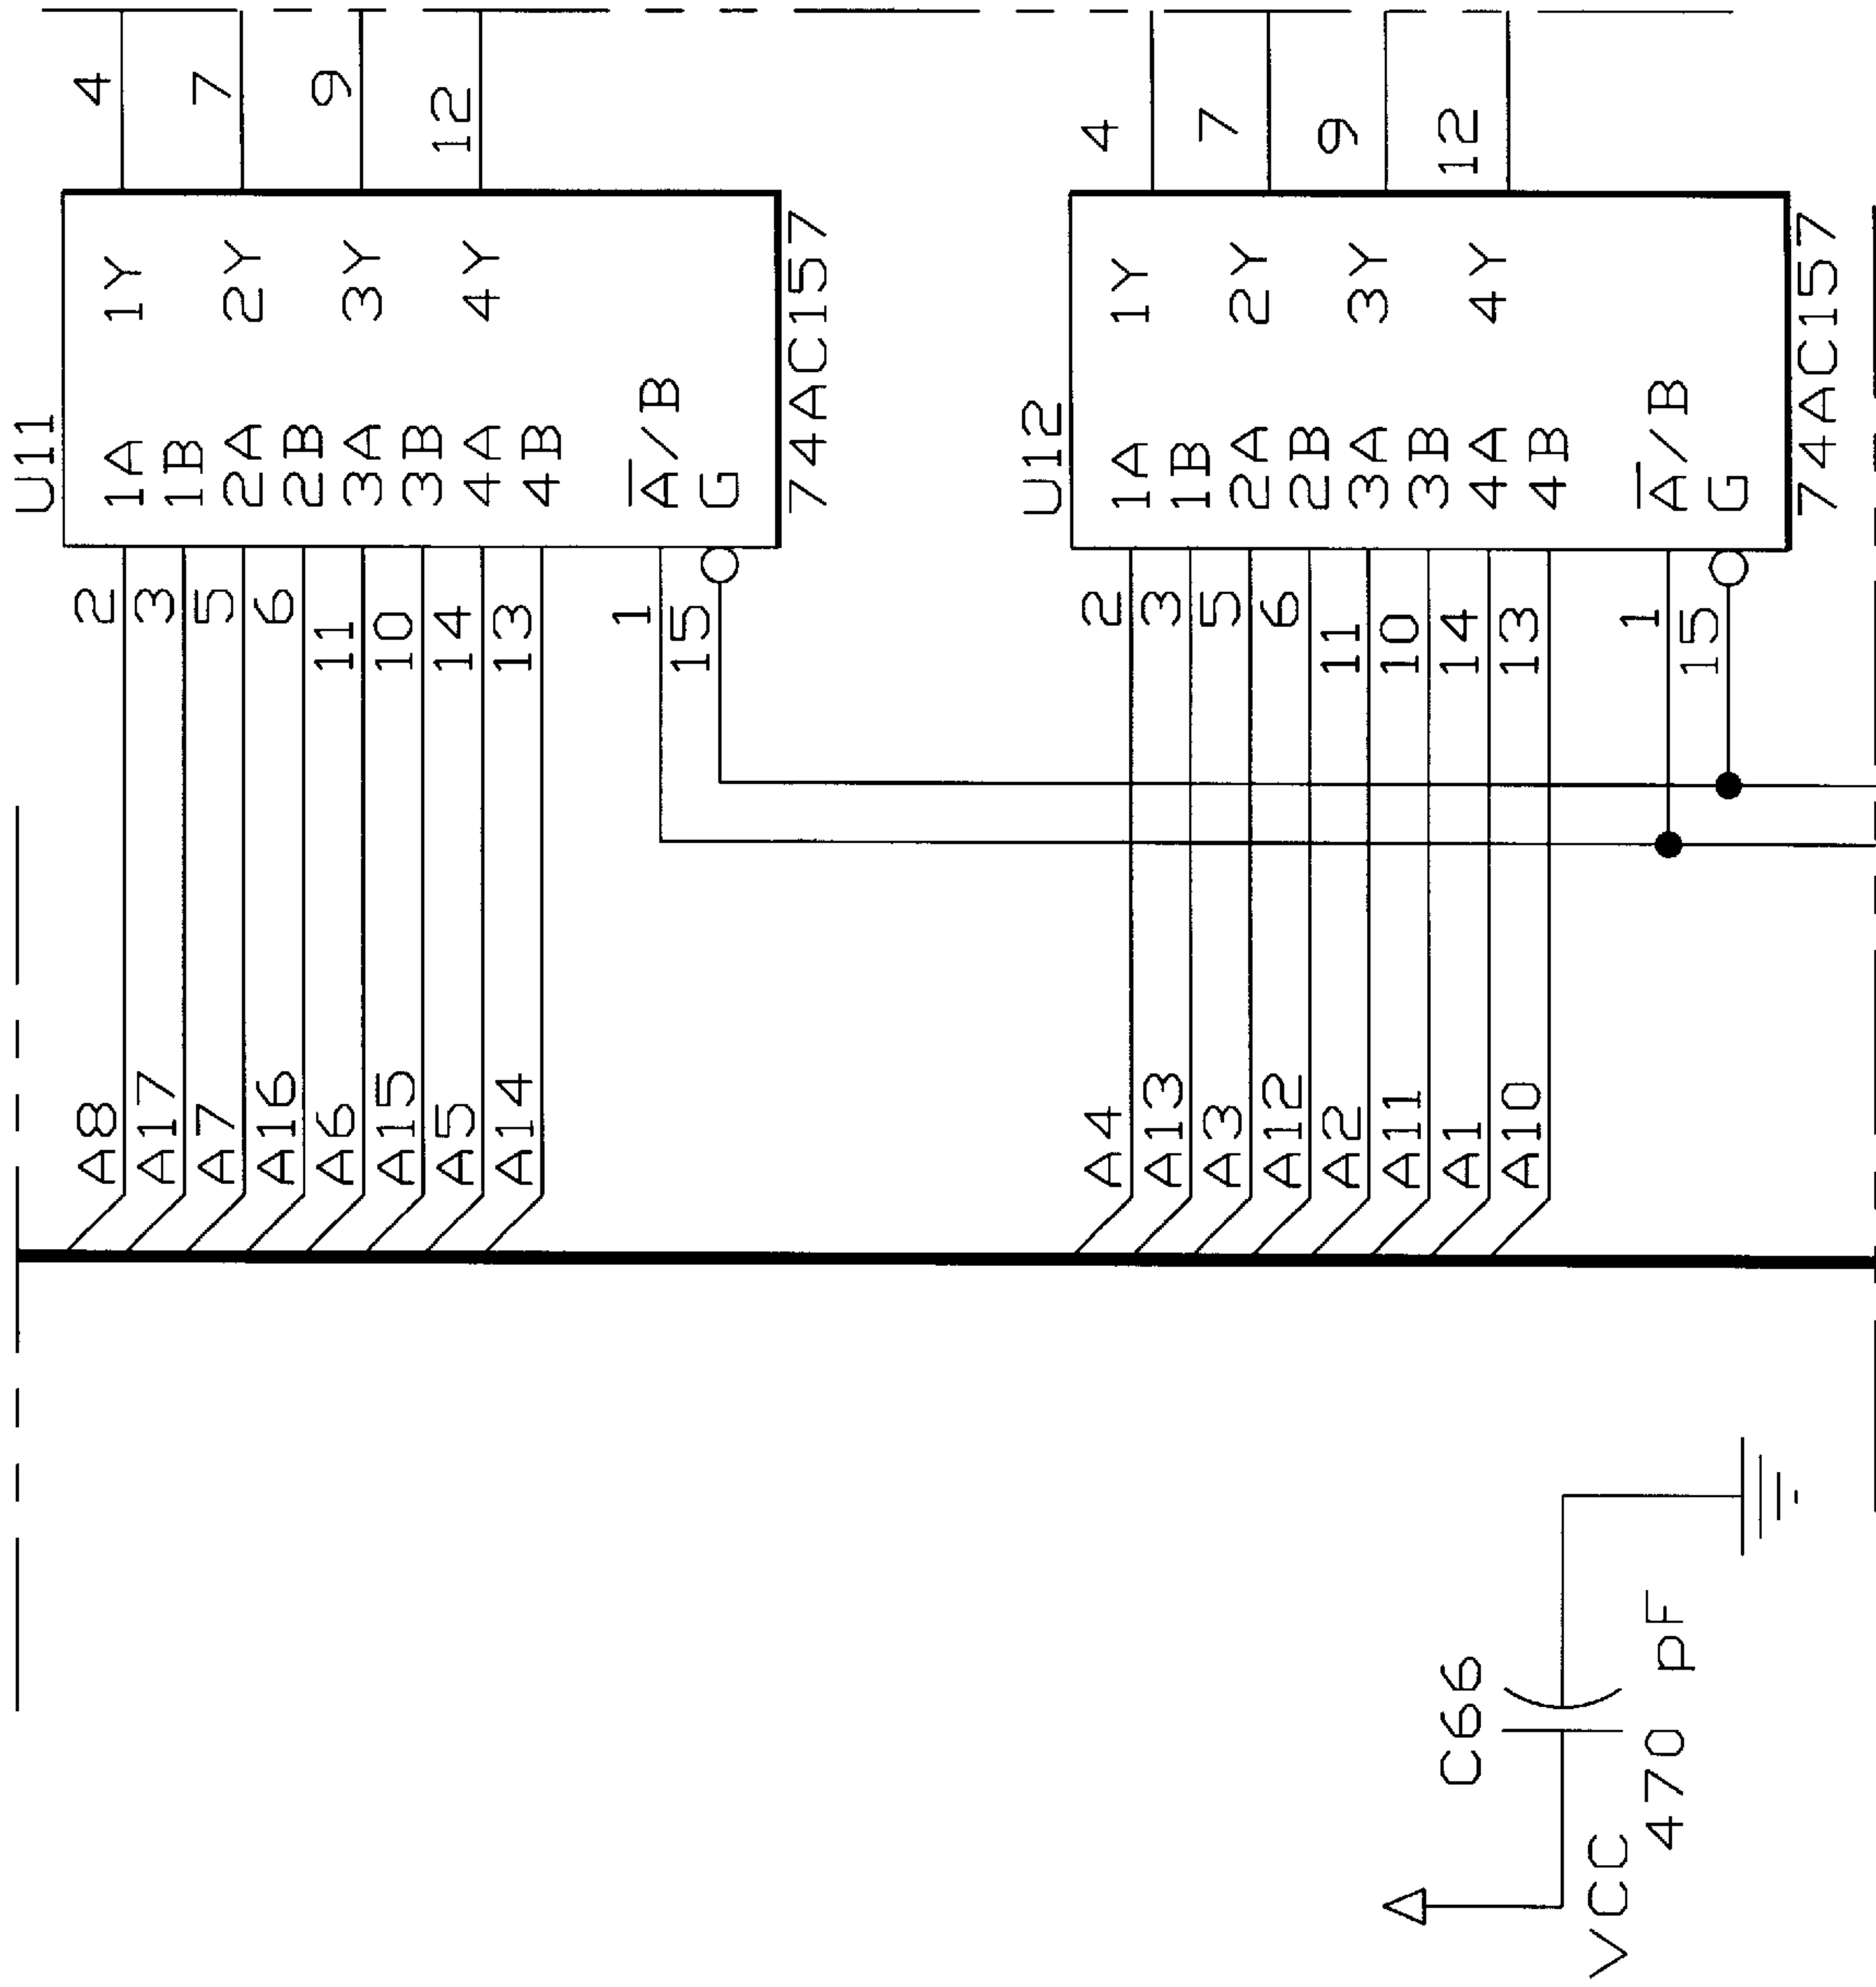 U11
1A 1Y
1B
2A 2Y
2B
3A 3Y
3B
4A 4Y
4B
A/B
G
74AC157
A8 2
A17 3
A7 5
A16 6
A6 11
A15 10
A5 14
A14 13
1
15
4
7
9
12
U12
1A 1Y
1B
2A 2Y
2B
3A 3Y
3B
4A 4Y
4B
A/B
G
74AC157
A4 2
A13 3
A3 5
A12 6
A2 11
A11 10
A1 14
A10 13
1
15
4
7
9
12
C66
VCC
470 pF